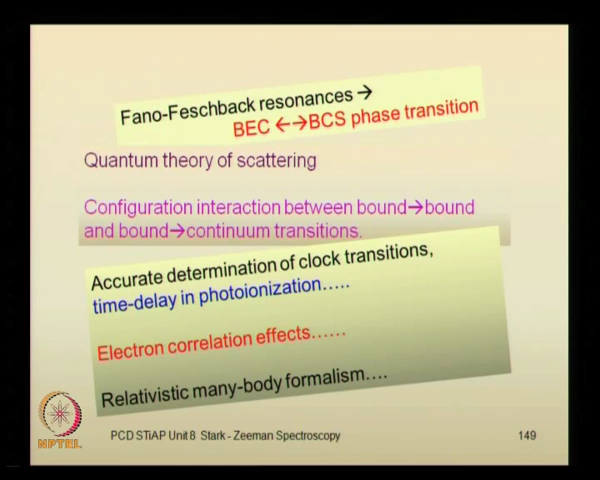 Fano-Feschback resonances →
BEC ←→BCS phase transition
Quantum theory of scattering
Configuration interaction between bound→bound
and bound→continuum transitions.
Accurate determination of clock transitions,
time-delay in photoionization.....
Electron correlation effects......
Relativistic many-body formalism....
NPTEL
PCD STiAP Unit 8 Stark - Zeeman Spectroscopy
149